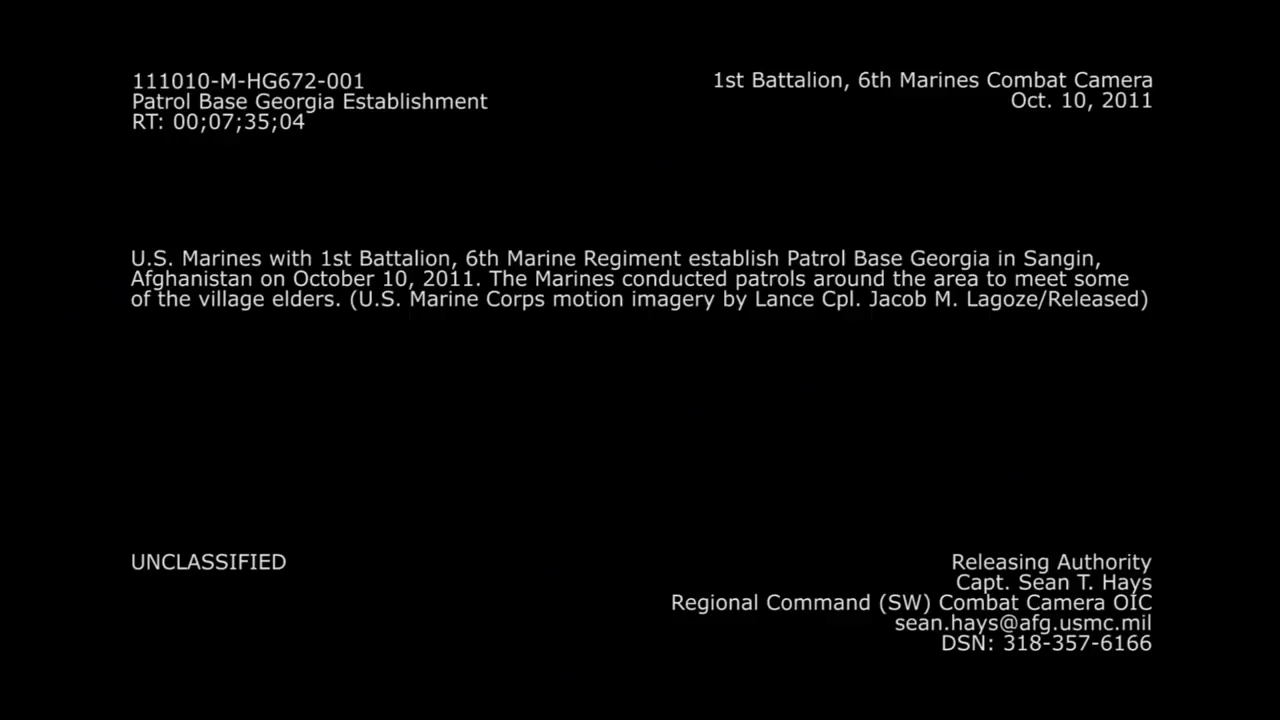 111010-M-HG672-001
Patrol Base Georgia Establishment
RT: 00;07;35;04
1st Battalion, 6th Marines Combat Camera
Oct. 10, 2011
U.S. Marines with 1st Battalion, 6th Marine Regiment establish Patrol Base Georgia in Sangin,
Afghanistan on October 10, 2011. The Marines conducted patrols around the area to meet some
of the village elders. (U.S. Marine Corps motion imagery by Lance Cpl. Jacob M. Lagoze/Released)
UNCLASSIFIED
Releasing Authority
Capt. Sean T. Hays
Regional Command (SW) Combat Camera OIC
sean.hays@afg.usmc.mil
DSN: 318-357-6166